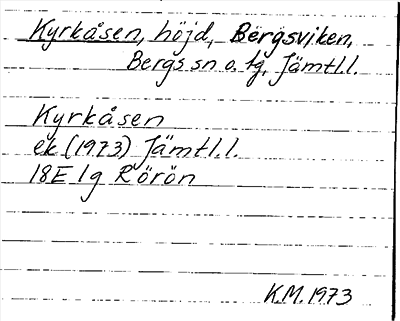 Kyrkåsen, höjd, Bergsviken,
Bergs sn o. tg, Jämtl.l.
Kyrkåsen
ek (1973) Jämtl.l.
18E 1g Rörön
K.M. 1973